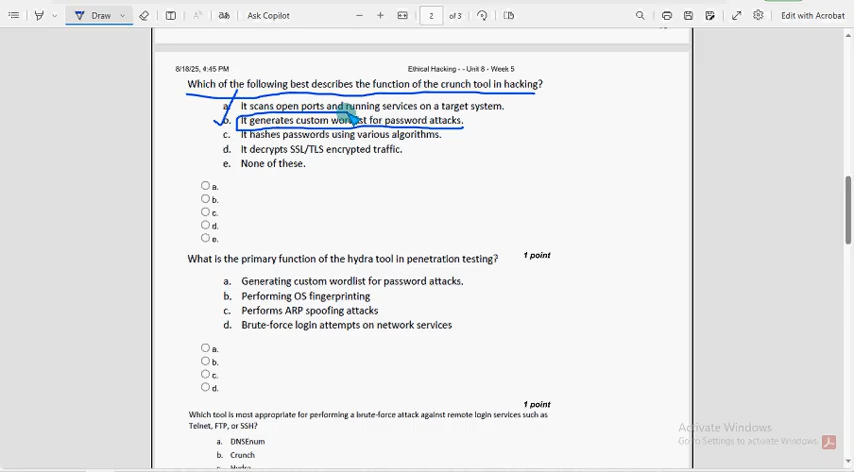 Draw
Ask Copilot
2
of 3
Edit with Acrobat
8/18/25, 4:45 PM
Ethical Hacking - - Unit 8 - Week 5
Which of the following best describes the function of the crunch tool in hacking?
a. It scans open ports and running services on a target system.
b. It generates custom wordlist for password attacks.
c. It hashes passwords using various algorithms.
d. It decrypts SSL/TLS encrypted traffic.
e. None of these.
a.
b.
c.
d.
e.
1 point
What is the primary function of the hydra tool in penetration testing?
a. Generating custom wordlist for password attacks.
b. Performing OS fingerprinting
c. Performs ARP spoofing attacks
d. Brute-force login attempts on network services
a.
b.
c.
d.
1 point
Which tool is most appropriate for performing a brute-force attack against remote login services such as
Telnet, FTP, or SSH?
a. DNSEnum
b. Crunch
c. Hydra
Activate Windows
Go to Settings to activate Windows.